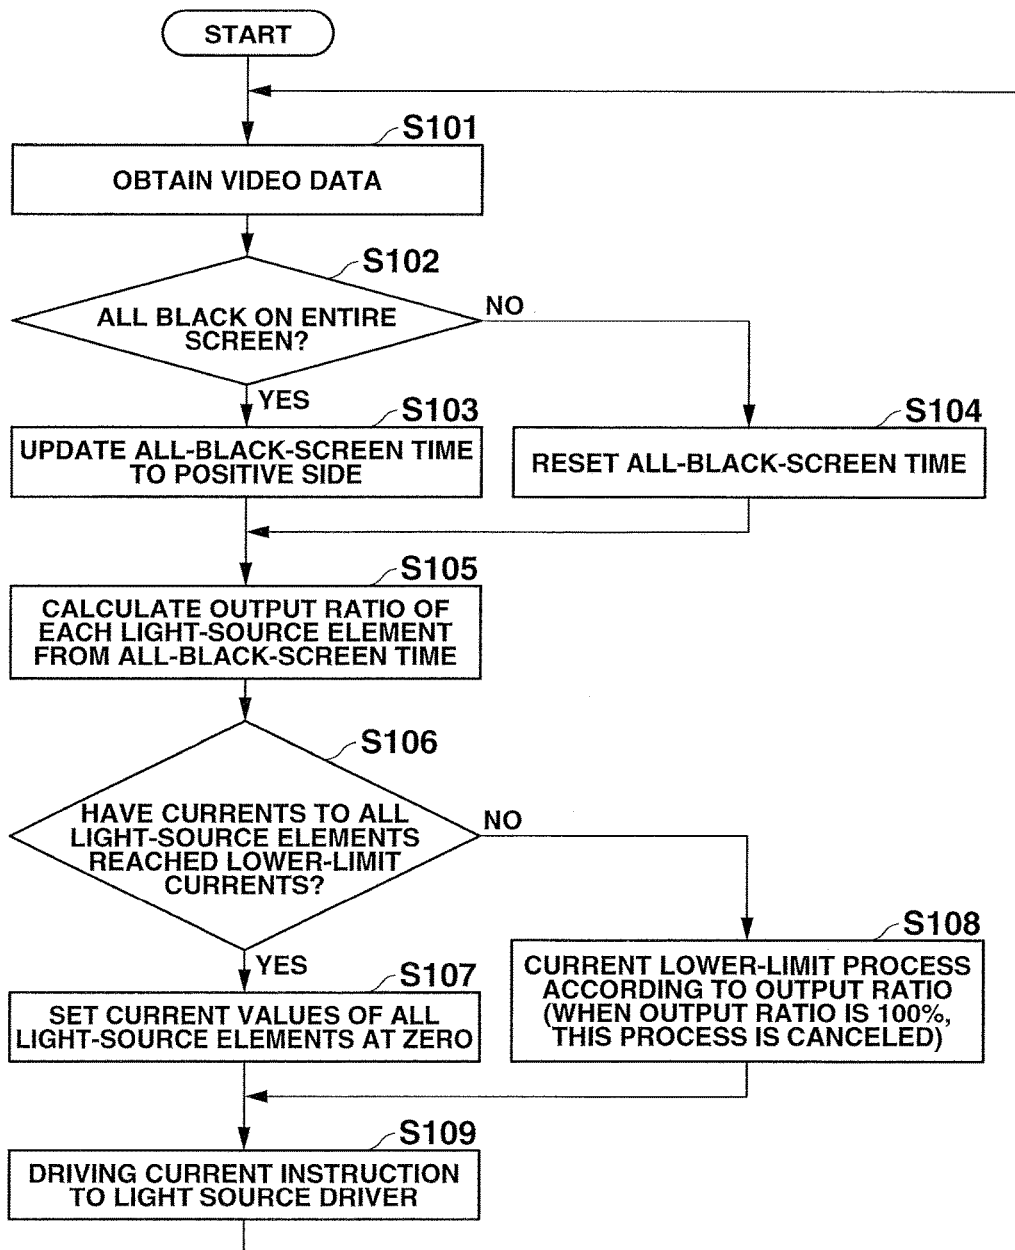 START
S101
OBTAIN VIDEO DATA
S102
ALL BLACK ON ENTIRE
SCREEN?
NO
YES
S103
UPDATE ALL-BLACK-SCREEN TIME
TO POSITIVE SIDE
S104
RESET ALL-BLACK-SCREEN TIME
S105
CALCULATE OUTPUT RATIO OF
EACH LIGHT-SOURCE ELEMENT
FROM ALL-BLACK-SCREEN TIME
S106
HAVE CURRENTS TO ALL
LIGHT-SOURCE ELEMENTS
REACHED LOWER-LIMIT
CURRENTS?
NO
YES
S107
SET CURRENT VALUES OF ALL
LIGHT-SOURCE ELEMENTS AT ZERO
S108
CURRENT LOWER-LIMIT PROCESS
ACCORDING TO OUTPUT RATIO
(WHEN OUTPUT RATIO IS 100%,
THIS PROCESS IS CANCELED)
S109
DRIVING CURRENT INSTRUCTION
TO LIGHT SOURCE DRIVER